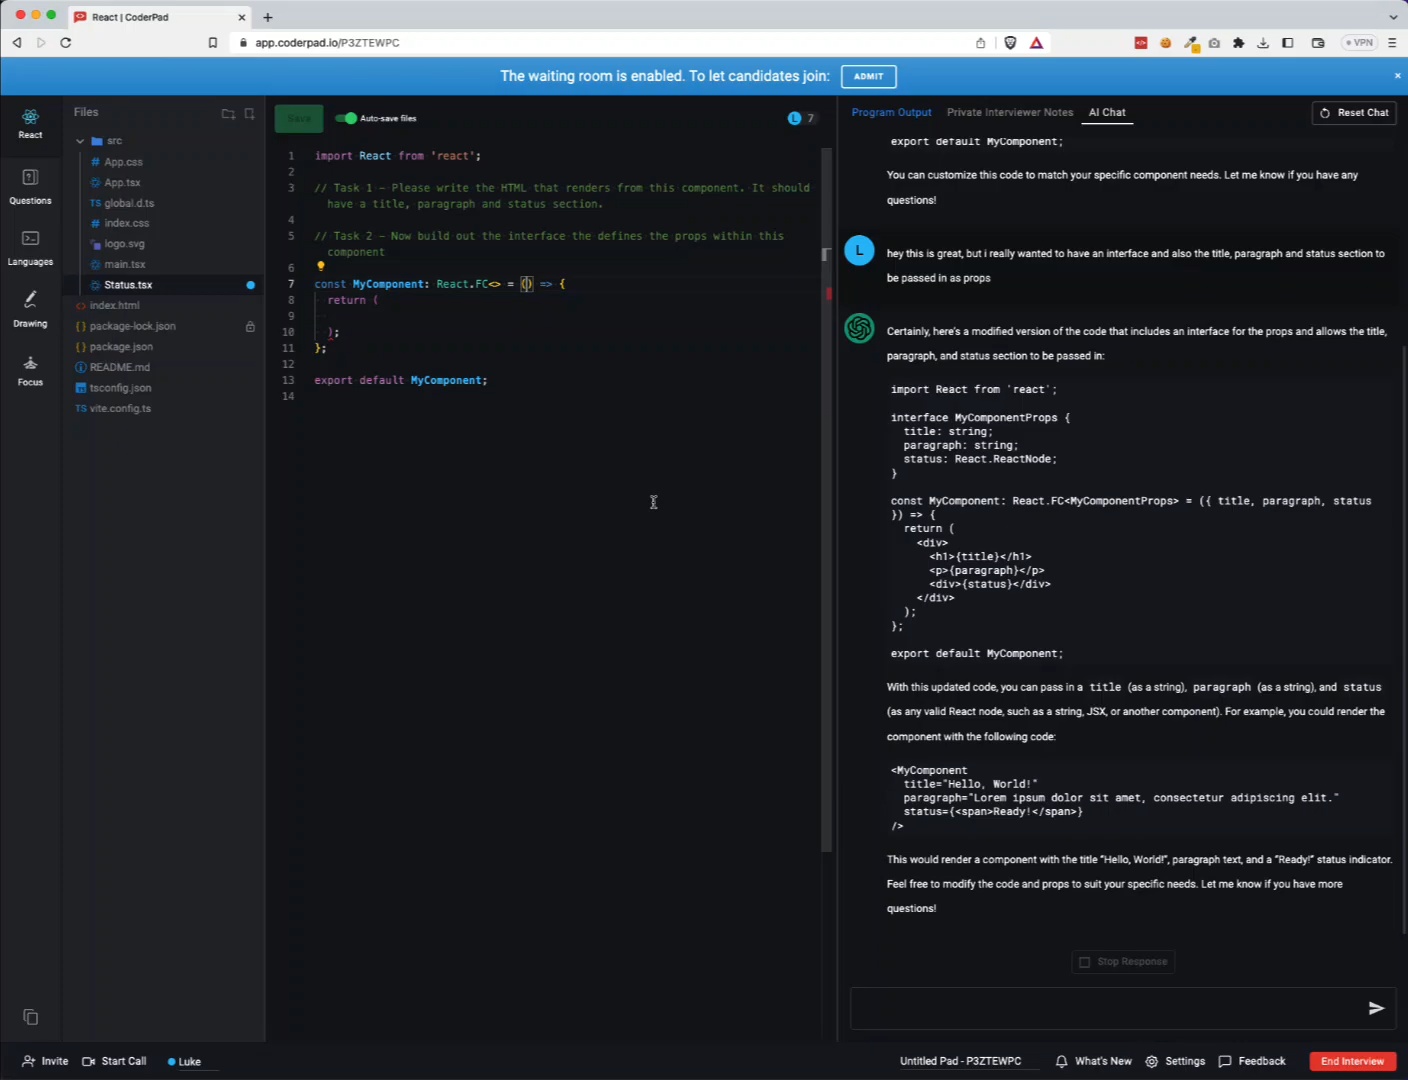 React | CoderPad
app.coderpad.io/P3ZTEWPC
VPN
The waiting room is enabled. To let candidates join:
ADMIT
React
Questions
Languages
Drawing
Focus
Files
src
App.css
App.tsx
TS global.d.ts
index.css
logo.svg
main.tsx
Status.tsx
index.html
package-lock.json
package.json
README.md
tsconfig.json
TS vite.config.ts
Save
Auto-save files
L 7
1 import React from 'react';
2
3 // Task 1 - Please write the HTML that renders from this component. It should
have a title, paragraph and status section.
4
5 // Task 2 - Now build out the interface the defines the props within this
component
6
7 const MyComponent: React.FC<> = () => {
8 return (
9
10 );
11 };
12
13 export default MyComponent;
14
Program Output
Private Interviewer Notes
AI Chat
Reset Chat
export default MyComponent;
You can customize this code to match your specific component needs. Let me know if you have any
questions!
L
hey this is great, but i really wanted to have an interface and also the title, paragraph and status section to
be passed in as props
Certainly, here's a modified version of the code that includes an interface for the props and allows the title,
paragraph, and status section to be passed in:
import React from 'react';
interface MyComponentProps {
title: string;
paragraph: string;
status: React.ReactNode;
}
const MyComponent: React.FC<MyComponentProps> = ({ title, paragraph, status
}) => {
return (
<div>
<h1>{title}</h1>
<p>{paragraph}</p>
<div>{status}</div>
</div>
);
};
export default MyComponent;
With this updated code, you can pass in a title (as a string), paragraph (as a string), and status
(as any valid React node, such as a string, JSX, or another component). For example, you could render the
component with the following code:
<MyComponent
title="Hello, World!"
paragraph="Lorem ipsum dolor sit amet, consectetur adipiscing elit."
status={<span>Ready!</span>}
/>
This would render a component with the title "Hello, World!", paragraph text, and a "Ready!" status indicator.
Feel free to modify the code and props to suit your specific needs. Let me know if you have more
questions!
Stop Response
Invite
Start Call
Luke
Untitled Pad - P3ZTEWPC
What's New
Settings
Feedback
End Interview